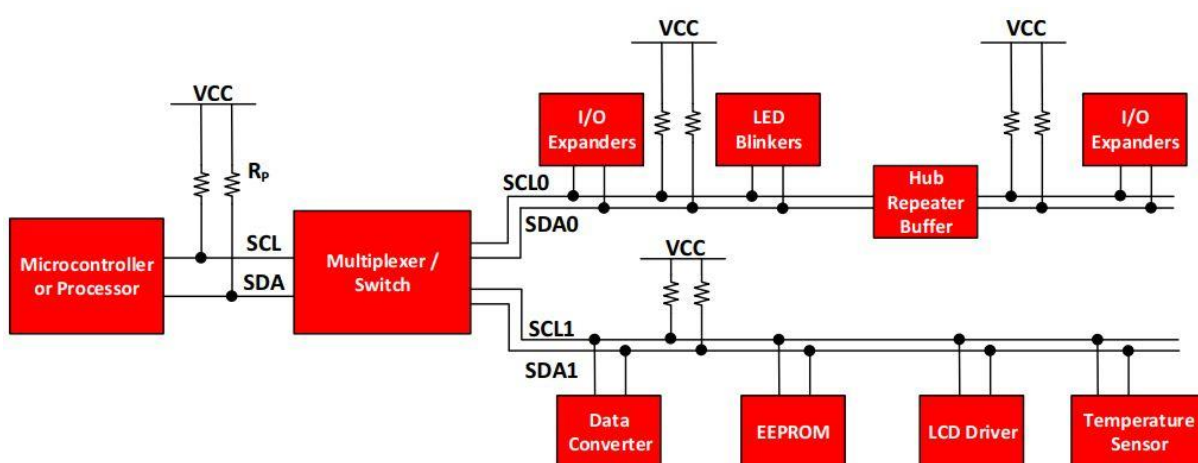 VCC
VCC
VCC
I/O
Expanders
LED
Blinkers
I/O
Expanders
R_P
SCL0
Hub
Repeater
Buffer
SDA0
SCL
Microcontroller
or Processor
SDA
Multiplexer /
Switch
VCC
SCL1
SDA1
Data
Converter
EEPROM
LCD Driver
Temperature
Sensor